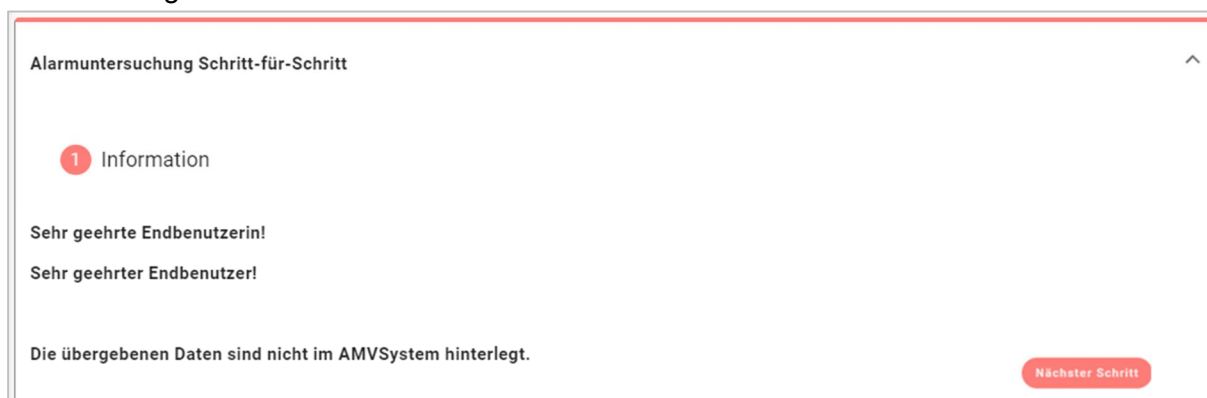 Alarmuntersuchung Schritt-für-Schritt
1 Information
Sehr geehrte Endbenutzerin!
Sehr geehrter Endbenutzer!
Die übergebenen Daten sind nicht im AMVSystem hinterlegt.
Nächster Schritt